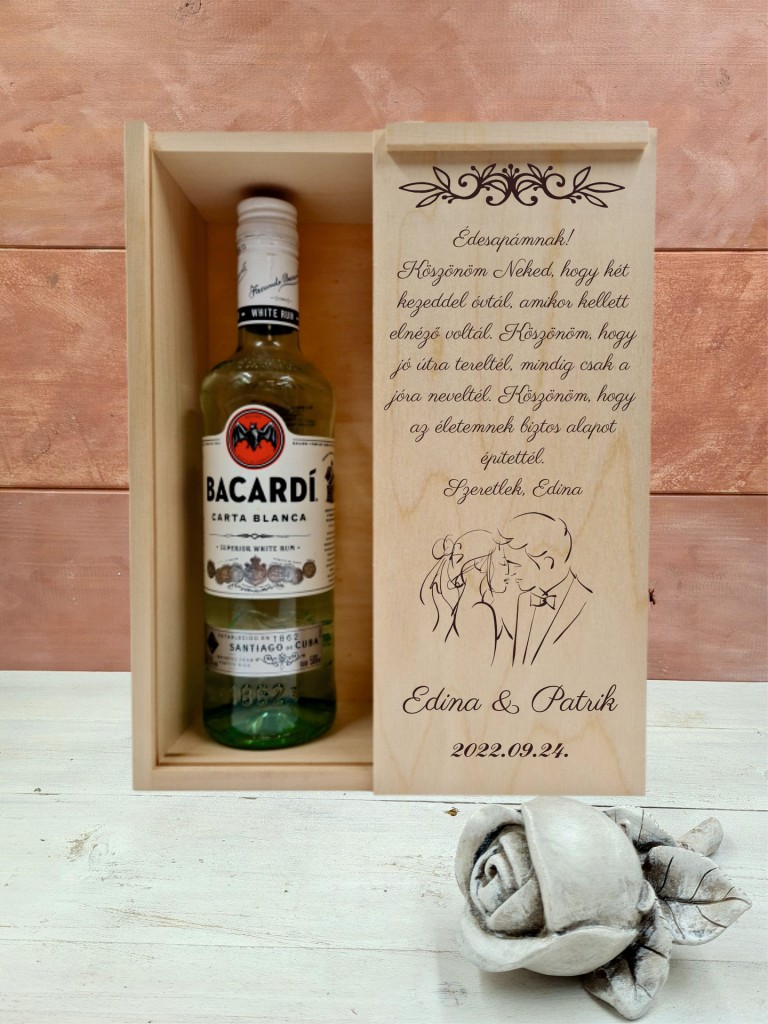 WHITE RUM
BACARDÍ
CARTA BLANCA
SUPERIOR WHITE RUM
ESTABLECIDO EN 1862
SANTIAGO DE CUBA
1862
Édesapámnak!
Köszönöm Neked, hogy két
kezeddel óvtál, amikor kellett
elnéző voltál. Köszönöm, hogy
jó útra tereltél, mindig csak a
jóra neveltél. Köszönöm, hogy
az életemnek biztos alapot
építettél.
Szeretlek, Edina
Edina & Patrik
2022.09.24.